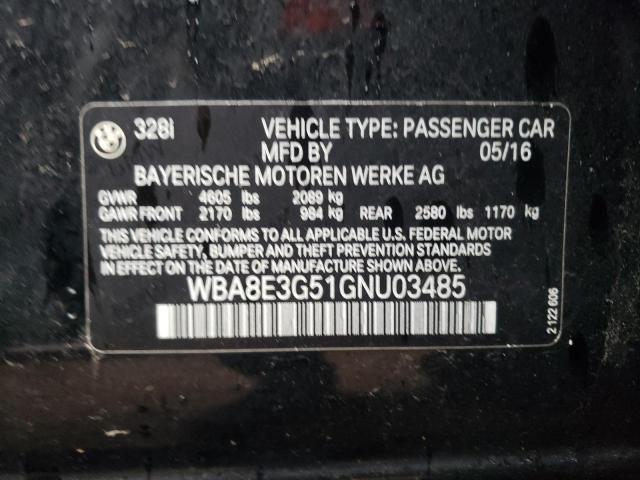 328i VEHICLE TYPE: PASSENGER CAR
MFD BY 05/16
BAYERISCHE MOTOREN WERKE AG
GVWR 4605 lbs 2089 kg
GAWR FRONT 2170 lbs 984 kg REAR 2580 lbs 1170 kg
THIS VEHICLE CONFORMS TO ALL APPLICABLE U.S. FEDERAL MOTOR
VEHICLE SAFETY, BUMPER AND THEFT PREVENTION STANDARDS
IN EFFECT ON THE DATE OF MANUFACTURE SHOWN ABOVE.
WBA8E3G51GNU03485
2 122 606